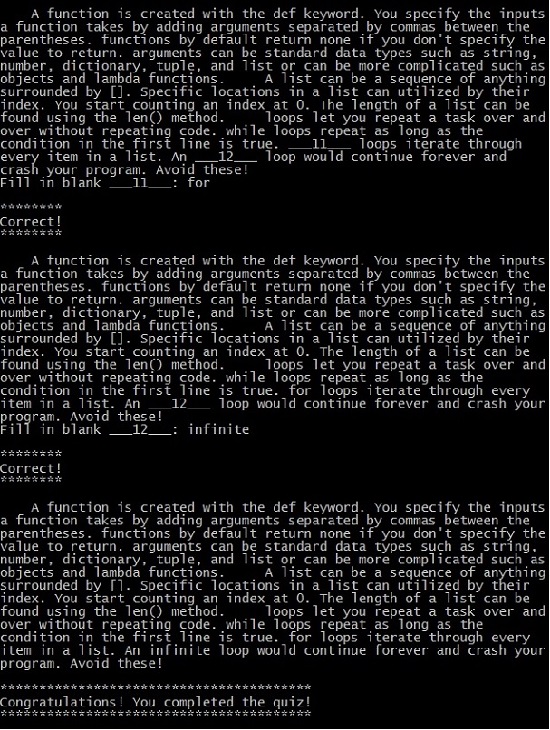 A function is created with the def keyword. You specify the inputs
a function takes by adding arguments separated by commas between the
parentheses. functions by default return none if you don't specify the
value to return. arguments can be standard data types such as string,
number, dictionary, tuple, and list or can be more complicated such as
objects and lambda functions.     A list can be a sequence of anything
surrounded by []. Specific locations in a list can utilized by their
index. You start counting an index at 0. The length of a list can be
found using the len() method.     loops let you repeat a task over and
over without repeating code. while loops repeat as long as the
condition in the first line is true. ___11___ loops iterate through
every item in a list. An ___12___ loop would continue forever and
crash your program. Avoid these!
Fill in blank ___11___: for
********
Correct!
********
A function is created with the def keyword. You specify the inputs
a function takes by adding arguments separated by commas between the
parentheses. functions by default return none if you don't specify the
value to return. arguments can be standard data types such as string,
number, dictionary, tuple, and list or can be more complicated such as
objects and lambda functions.     A list can be a sequence of anything
surrounded by []. Specific locations in a list can utilized by their
index. You start counting an index at 0. The length of a list can be
found using the len() method.     loops let you repeat a task over and
over without repeating code. while loops repeat as long as the
condition in the first line is true. for loops iterate through every
item in a list. An ___12___ loop would continue forever and crash your
program. Avoid these!
Fill in blank ___12___: infinite
********
Correct!
********
A function is created with the def keyword. You specify the inputs
a function takes by adding arguments separated by commas between the
parentheses. functions by default return none if you don't specify the
value to return. arguments can be standard data types such as string,
number, dictionary, tuple, and list or can be more complicated such as
objects and lambda functions.     A list can be a sequence of anything
surrounded by []. Specific locations in a list can utilized by their
index. You start counting an index at 0. The length of a list can be
found using the len() method.     loops let you repeat a task over and
over without repeating code. while loops repeat as long as the
condition in the first line is true. for loops iterate through every
item in a list. An infinite loop would continue forever and crash your
program. Avoid these!
****************************************
Congratulations! You completed the quiz!
****************************************